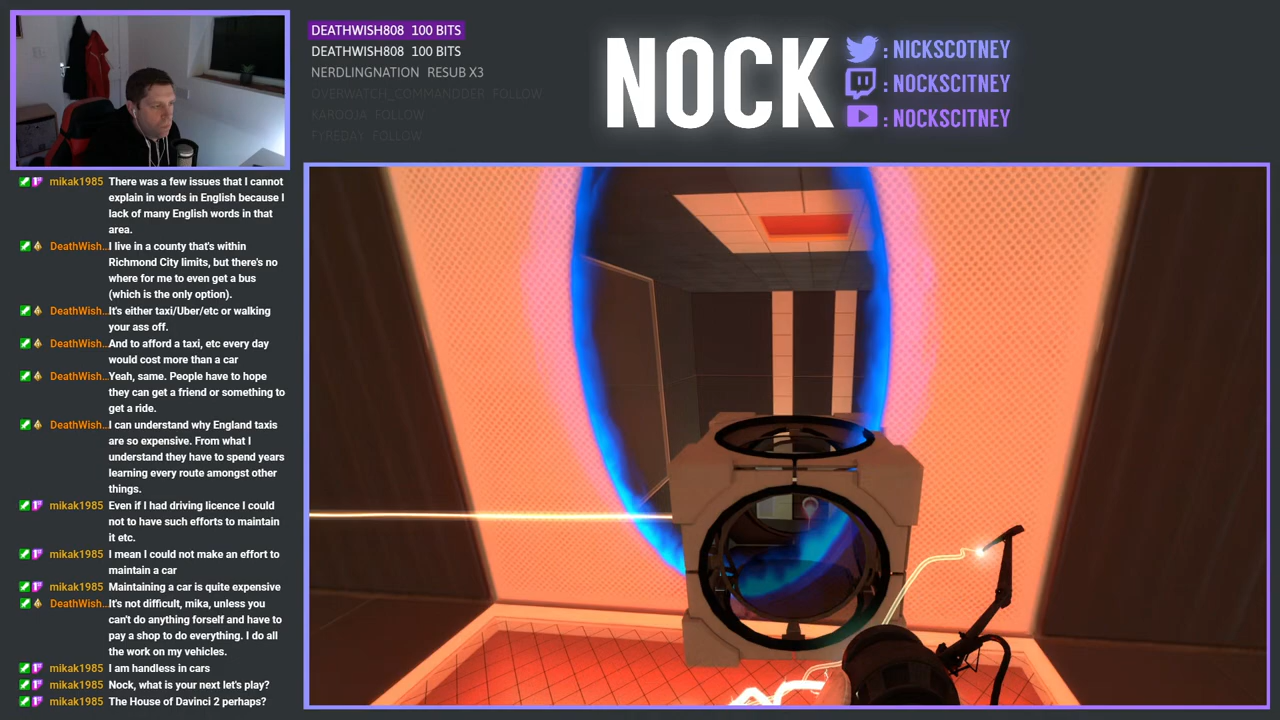 DEATHWISH808 100 BITS
DEATHWISH808 100 BITS
NERDLINGNATION RESUB X3
OVERWATCH_COMMANDDER FOLLOW
KAROOJA FOLLOW
FYREDAY FOLLOW
NOCK
: NICKSCOTNEY
: NOCKSCITNEY
: NOCKSCITNEY
mikak1985 There was a few issues that I cannot
explain in words in English because I
lack of many English words in that
area.
DeathWish... I live in a county that's within
Richmond City limits, but there's no
where for me to even get a bus
(which is the only option).
DeathWish... It's either taxi/Uber/etc or walking
your ass off.
DeathWish... And to afford a taxi, etc every day
would cost more than a car
DeathWish... Yeah, same. People have to hope
they can get a friend or something to
get a ride.
DeathWish... I can understand why England taxis
are so expensive. From what I
understand they have to spend years
learning every route amongst other
things.
mikak1985 Even if I had driving licence I could
not to have such efforts to maintain
it etc.
mikak1985 I mean I could not make an effort to
maintain a car
mikak1985 Maintaining a car is quite expensive
DeathWish... It's not difficult, mika, unless you
can't do anything forself and have to
pay a shop to do everything. I do all
the work on my vehicles.
mikak1985 I am handless in cars
mikak1985 Nock, what is your next let's play?
mikak1985 The House of Davinci 2 perhaps?